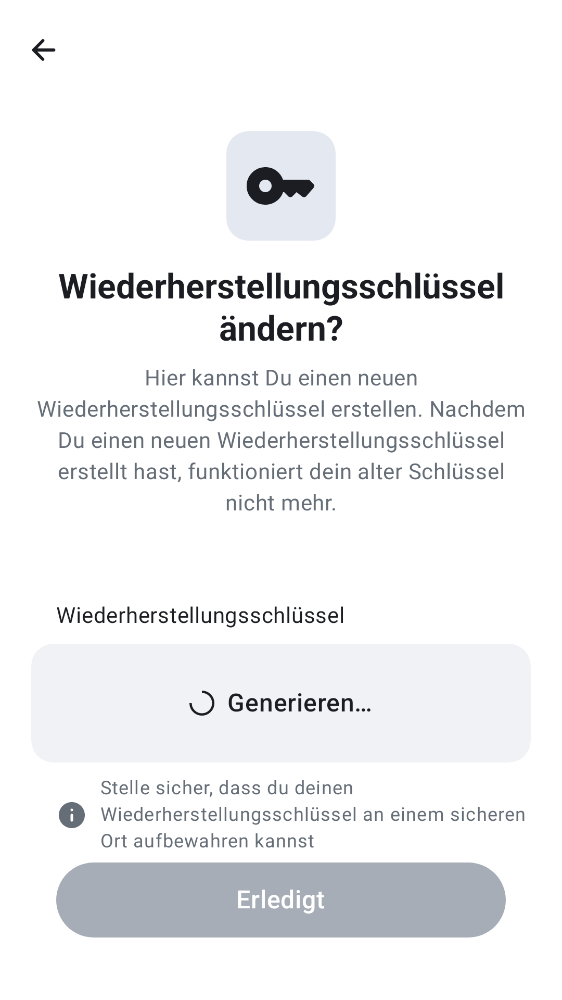 Wiederherstellungsschlüssel
ändern?
Hier kannst Du einen neuen
Wiederherstellungsschlüssel erstellen. Nachdem
Du einen neuen Wiederherstellungsschlüssel
erstellt hast, funktioniert dein alter Schlüssel
nicht mehr.
Wiederherstellungsschlüssel
Generieren…
Stelle sicher, dass du deinen
Wiederherstellungsschlüssel an einem sicheren
Ort aufbewahren kannst
Erledigt